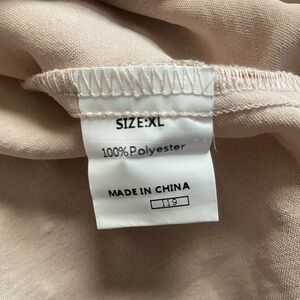 SIZE:XL
100%Polyester
MADE IN CHINA
119